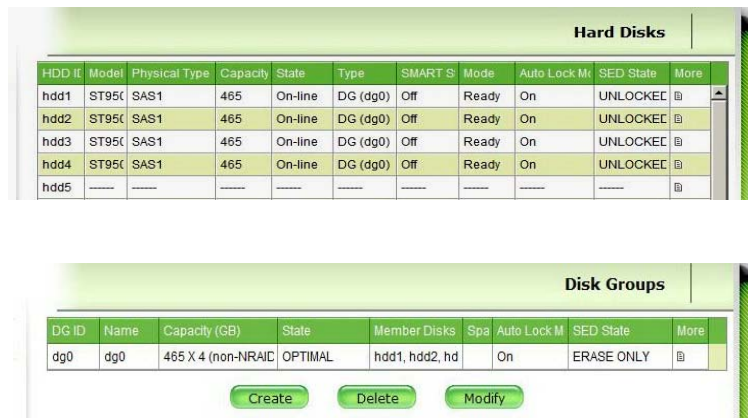 Hard Disks
HDD ID Model Physical Type Capacity State Type SMART S Mode Auto Lock Mo SED State More
hdd1 ST95( SAS1 465 On-line DG (dg0) Off Ready On UNLOCKED
hdd2 ST95( SAS1 465 On-line DG (dg0) Off Ready On UNLOCKED
hdd3 ST95( SAS1 465 On-line DG (dg0) Off Ready On UNLOCKED
hdd4 ST95( SAS1 465 On-line DG (dg0) Off Ready On UNLOCKED
hdd5 ------ ------ ------ ------ ------ ------ ------ ------ ------
Disk Groups
DG ID Name Capacity (GB) State Member Disks Spa Auto Lock M SED State More
dg0 dg0 465 X 4 (non-NRAID OPTIMAL hdd1, hdd2, hd On ERASE ONLY
Create Delete Modify